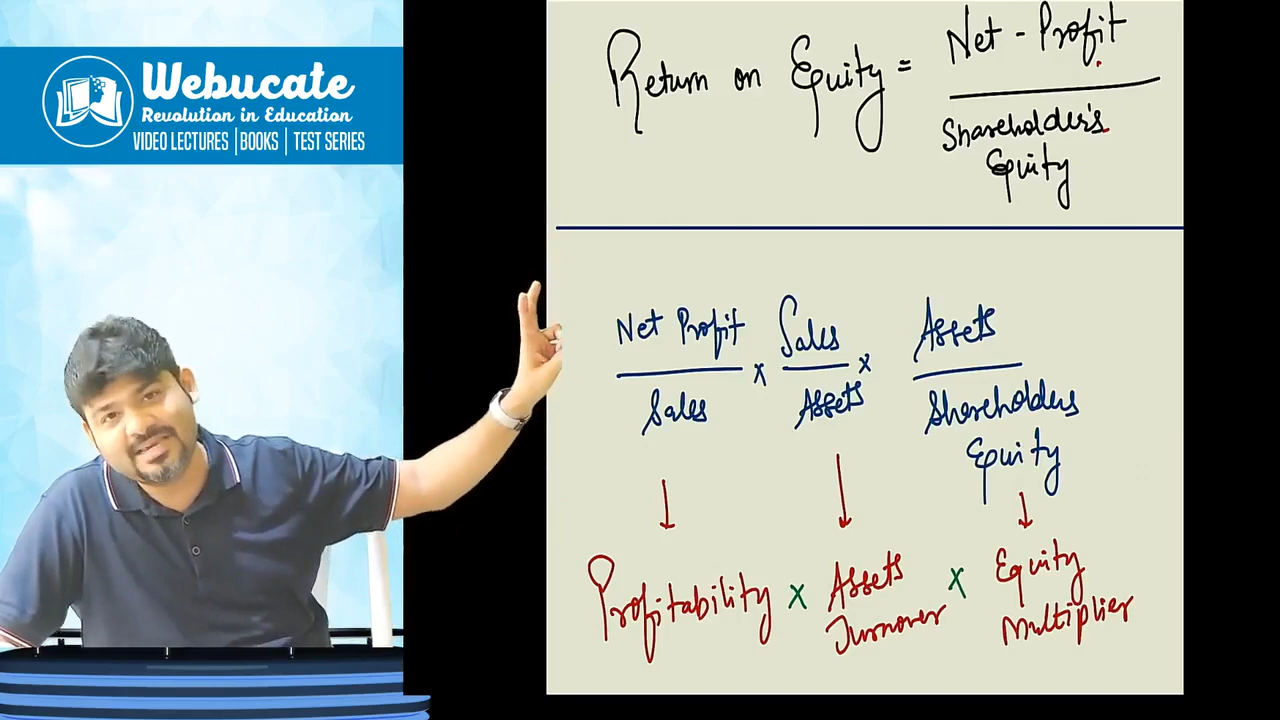 Webucate
Revolution in Education
VIDEO LECTURES | BOOKS | TEST SERIES
Return on Equity = Net - Profit
Shareholder's
Equity
Net Profit x Sales x Assets
Sales Assets Shareholders
Equity
Profitability x Assets x Equity
Turnover Multiplier